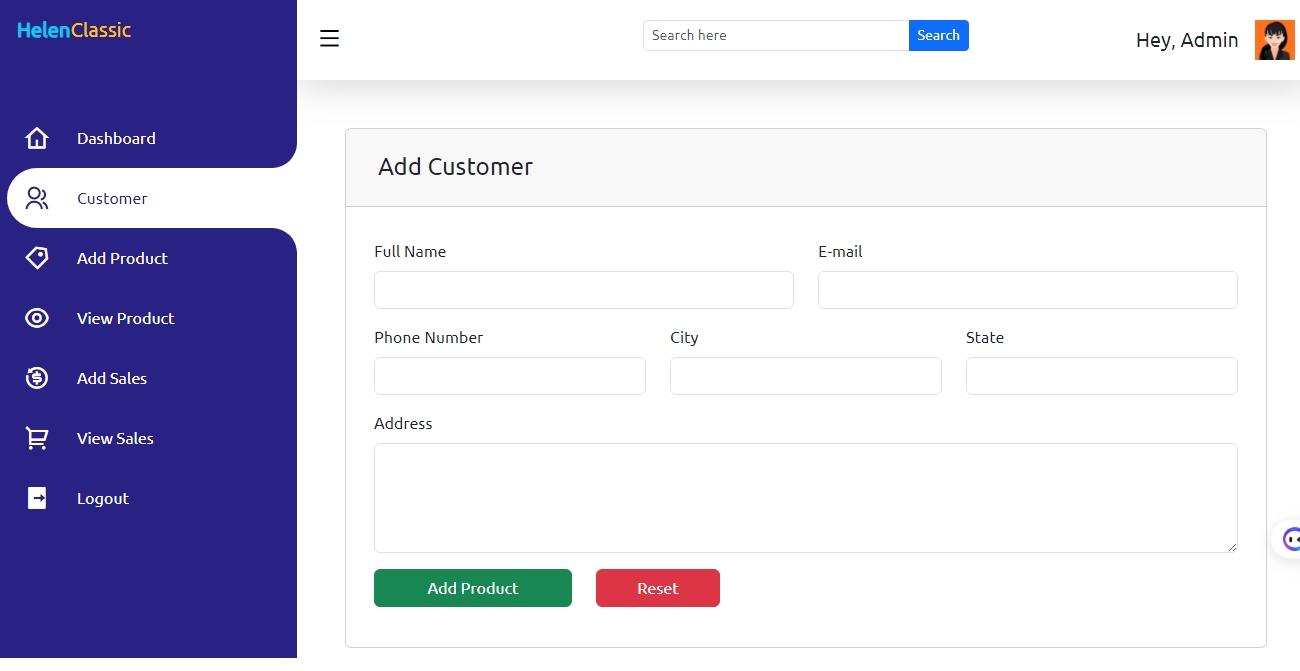 HelenClassic
Search here
Search
Hey, Admin
Dashboard
Customer
Add Product
View Product
Add Sales
View Sales
Logout
Add Customer
Full Name
E-mail
Phone Number
City
State
Address
Add Product
Reset